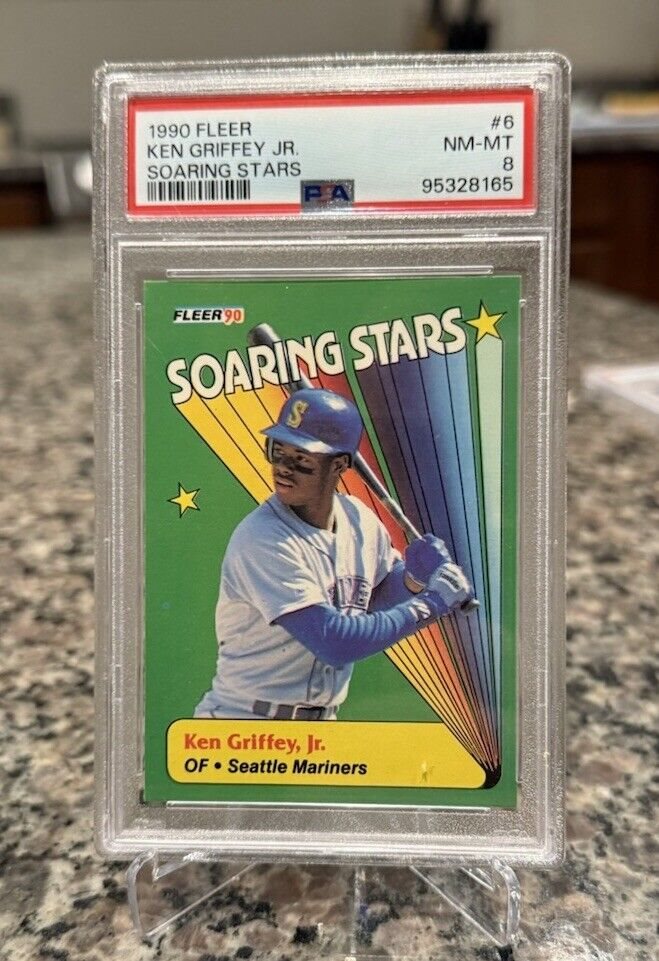 1990 FLEER #6
KEN GRIFFEY JR. NM-MT
SOARING STARS 8
PSA 95328165
FLEER 90
SOARING STARS
S
Ken Griffey, Jr.
OF • Seattle Mariners